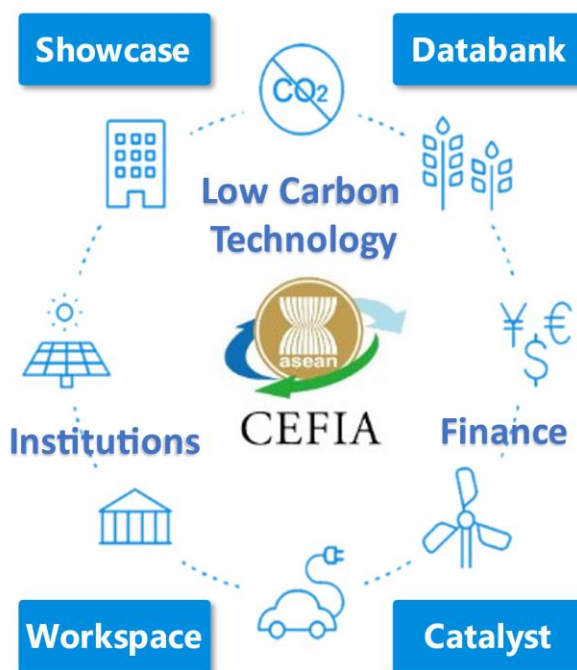 Showcase
Databank
CO2
Low Carbon
Technology
¥ € $
asean
CEFIA
Institutions
Finance
Workspace
Catalyst